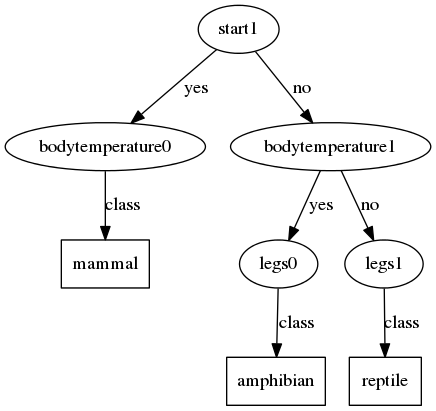 start1
yes
no
bodytemperature0
bodytemperature1
class
yes
no
mammal
legs0
legs1
class
class
amphibian
reptile